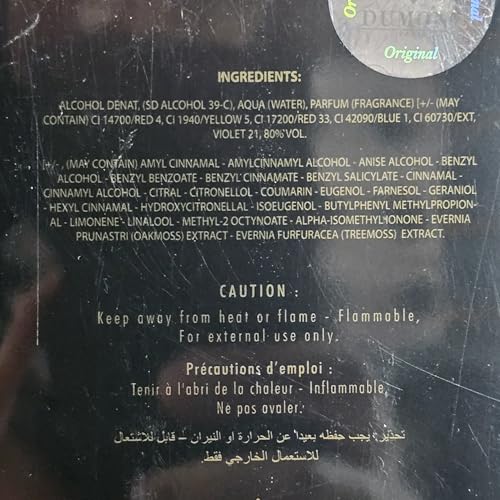 DUMOS
Original
INGREDIENTS:
ALCOHOL DENAT, (SD ALCOHOL 39-C), AQUA (WATER), PARFUM (FRAGRANCE) [+/- (MAY
CONTAIN) CI 14700/RED 4, CI 1940/YELLOW 5, CI 17200/RED 33, CI 42090/BLUE 1, CI 60730/EXT,
VIOLET 21, 80% VOL.
[+/- , (MAY CONTAIN) AMYL CINNAMAL - AMYLCINNAMYL ALCOHOL - ANISE ALCOHOL - BENZYL
ALCOHOL - BENZYL BENZOATE - BENZYL CINNAMATE - BENZYL SALICYLATE - CINNAMAL -
CINNAMYL ALCOHOL - CITRAL - CITRONELLOL - COUMARIN - EUGENOL - FARNESOL - GERANIOL
HEXYL CINNAMAL - HYDROXYCITRONELLAL - ISOEUGENOL - BUTYLPHENYL METHYLPROPION-
AL - LIMONENE - LINALOOL - METHYL-2 OCTYNOATE - ALPHA-ISOMETHYL IONONE - EVERNIA
PRUNASTRI (OAKMOSS) EXTRACT - EVERNIA FURFURACEA (TREEMOSS) EXTRACT.
CAUTION :
Keep away from heat or flame - Flammable,
For external use only.
Précautions d'emploi :
Tenir à l'abri de la chaleur - Inflammable,
Ne pas avaler.
تحذير: يجب حفظه بعيداً عن الحرارة او النيران – قابل للاشتعال
للاستعمال الخارجي فقط.